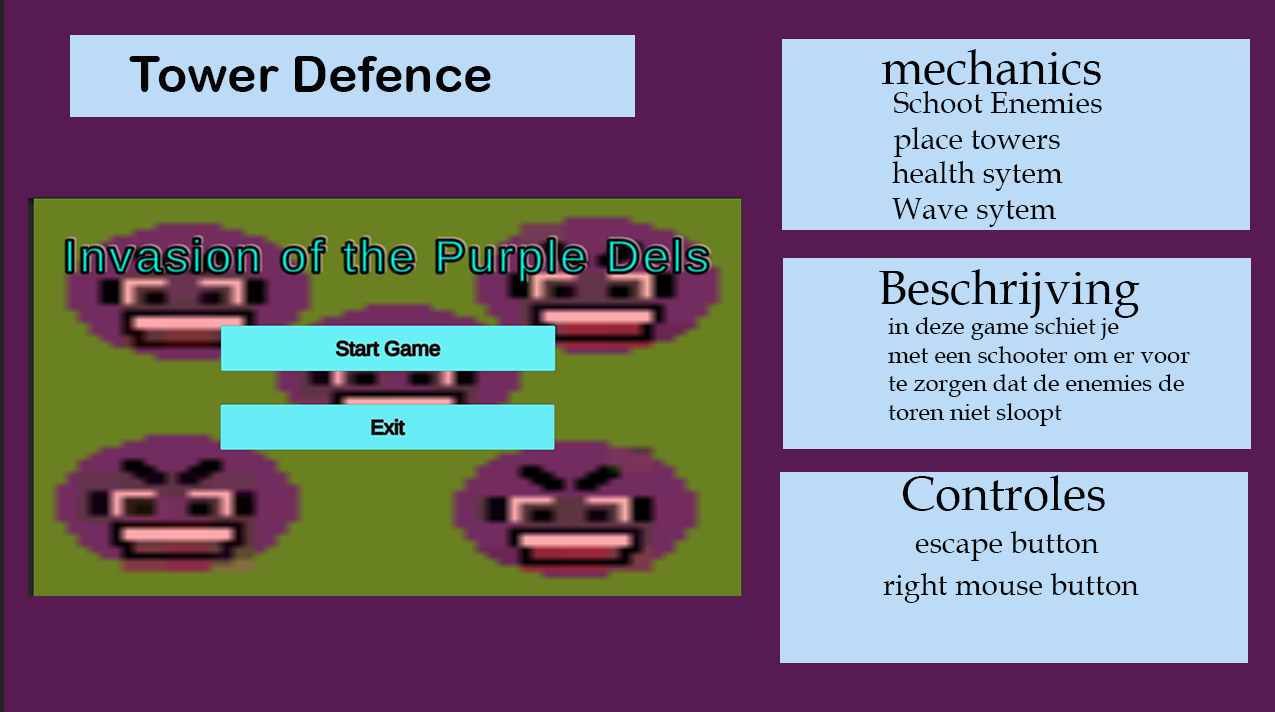 Tower Defence
Invasion of the Purple Dels
Start Game
Exit
mechanics
Schoot Enemies
place towers
health sytem
Wave sytem
Beschrijving
in deze game schiet je
met een schooter om er voor
te zorgen dat de enemies de
toren niet sloopt
Controles
escape button
right mouse button